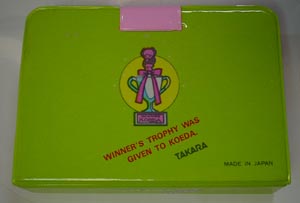 WINNER'S TROPHY WAS
GIVEN TO KOEDA.
TAKARA
MADE IN JAPAN